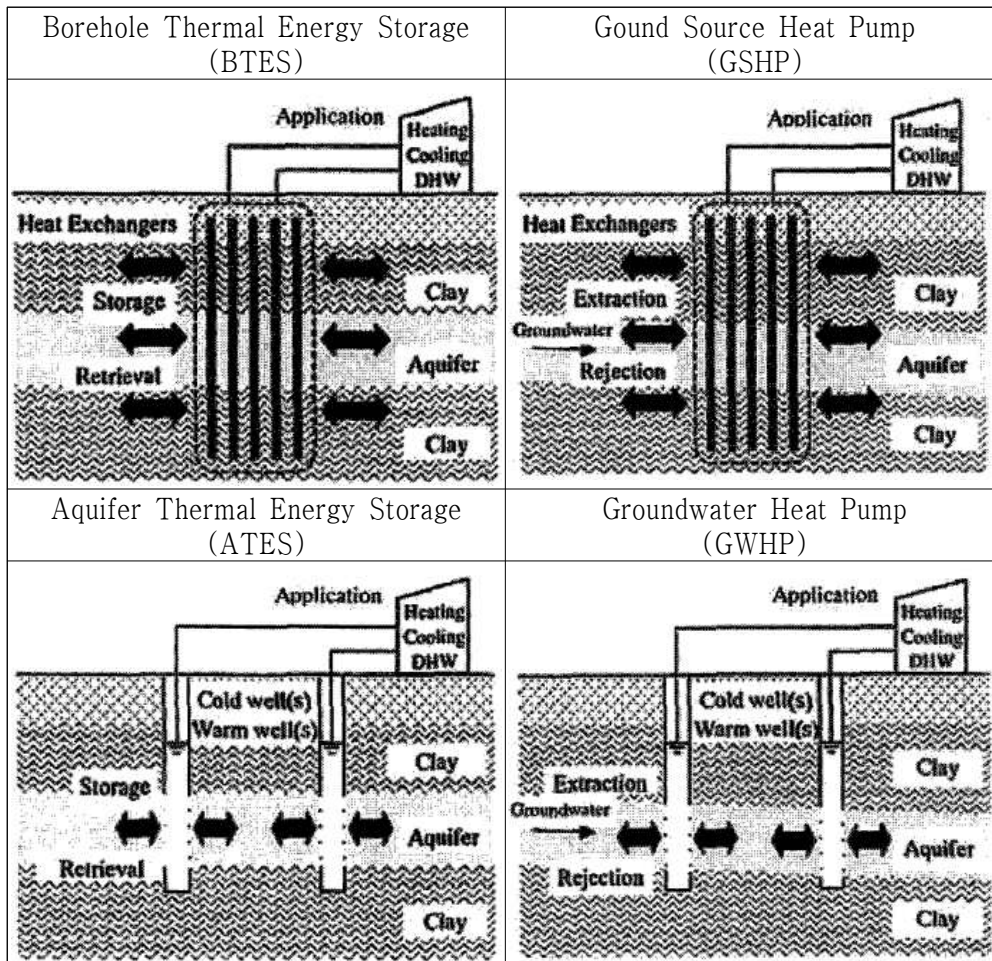 Borehole Thermal Energy Storage
(BTES)
Gound Source Heat Pump
(GSHP)
Application
Heating
Cooling
DHW
Heat Exchangers
Storage
Retrieval
Clay
Aquifer
Clay
Application
Heating
Cooling
DHW
Heat Exchangers
Extraction
Groundwater
Rejection
Clay
Aquifer
Clay
Aquifer Thermal Energy Storage
(ATES)
Groundwater Heat Pump
(GWHP)
Application
Heating
Cooling
DHW
Cold well(s)
Warm well(s)
Clay
Storage
Aquifer
Retrieval
Clay
Application
Heating
Cooling
DHW
Cold well(s)
Warm well(s)
Clay
Extraction
Groundwater
Aquifer
Rejection
Clay